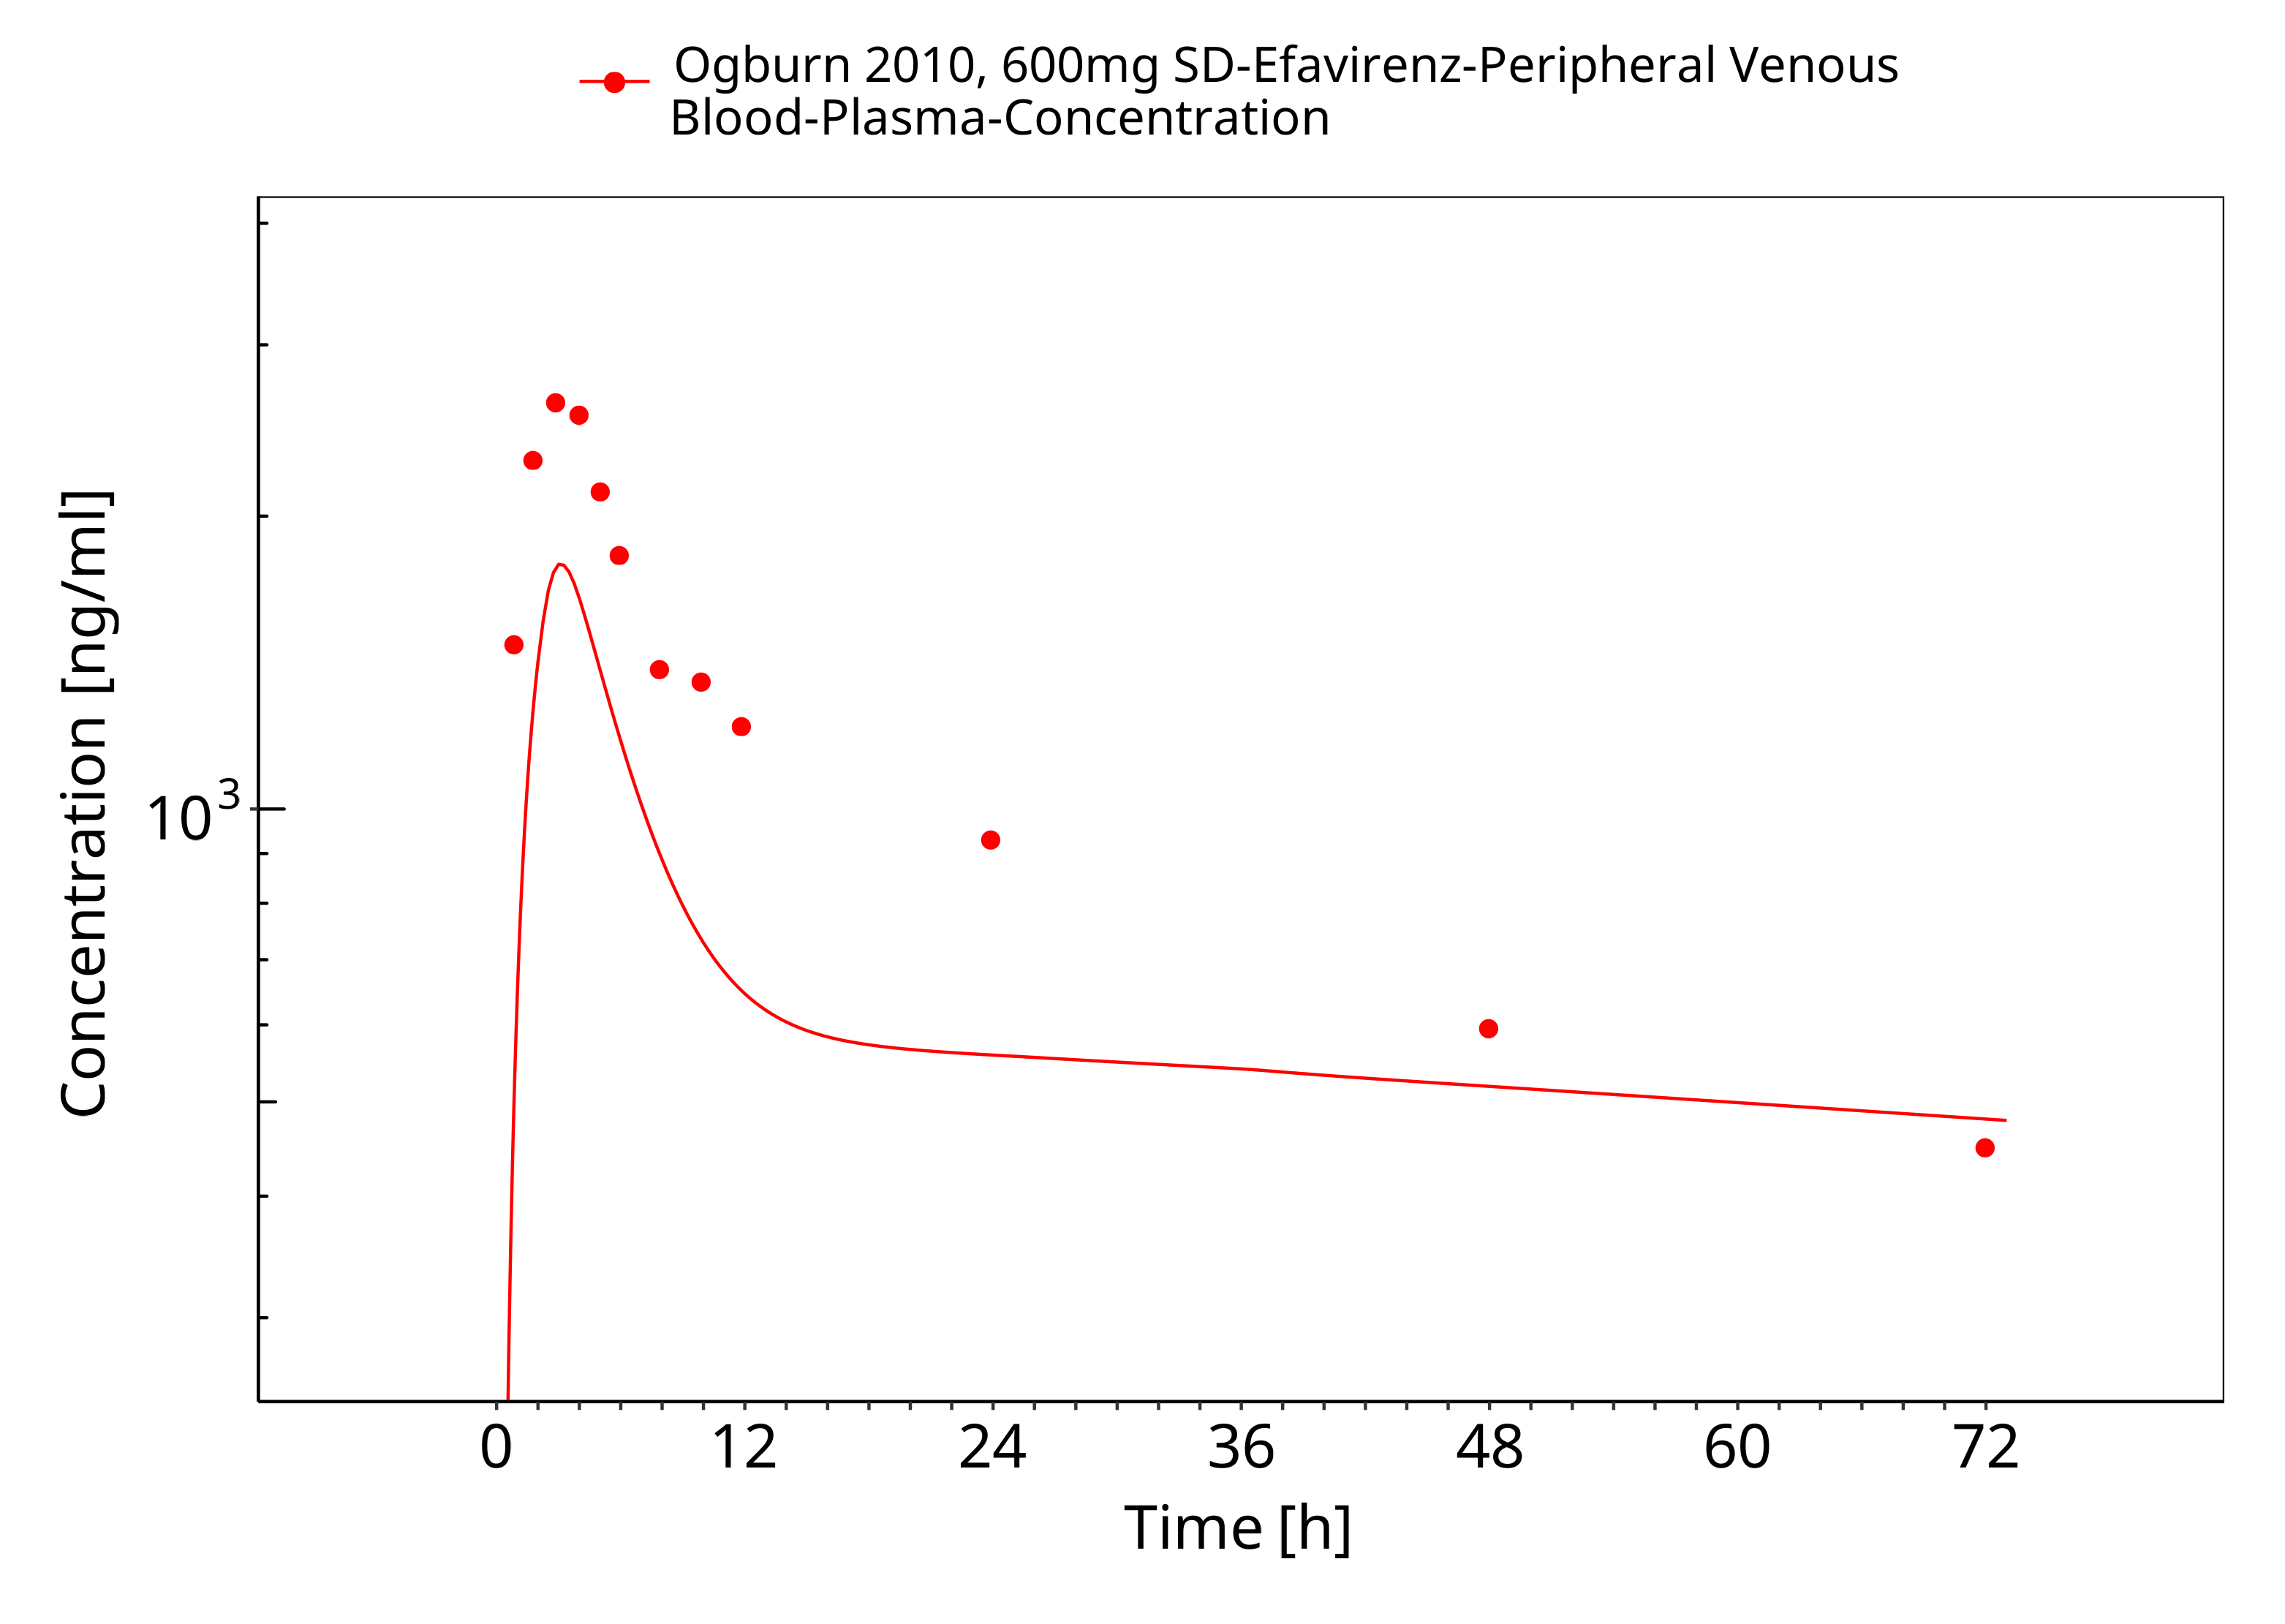 Ogburn 2010, 600mg SD-Efavirenz-Peripheral Venous
Blood-Plasma-Concentration
Concentration [ng/ml]
10³
0 12 24 36 48 60 72
Time [h]